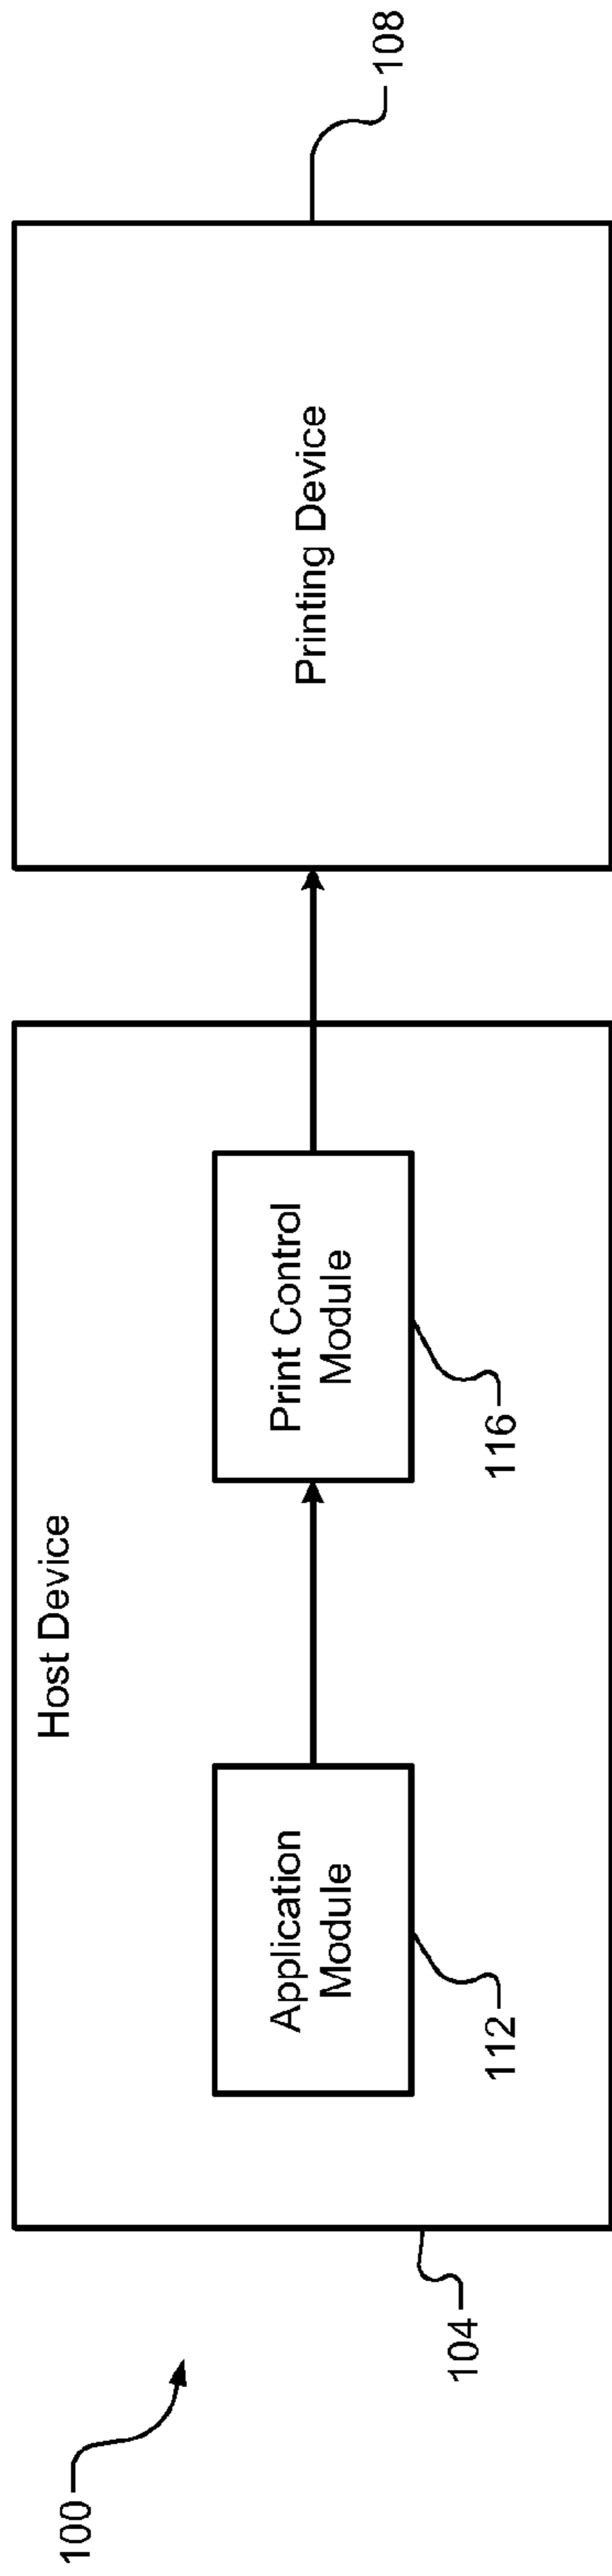 100
104
Host Device
Application
Module
112
Print Control
Module
116
Printing Device
108